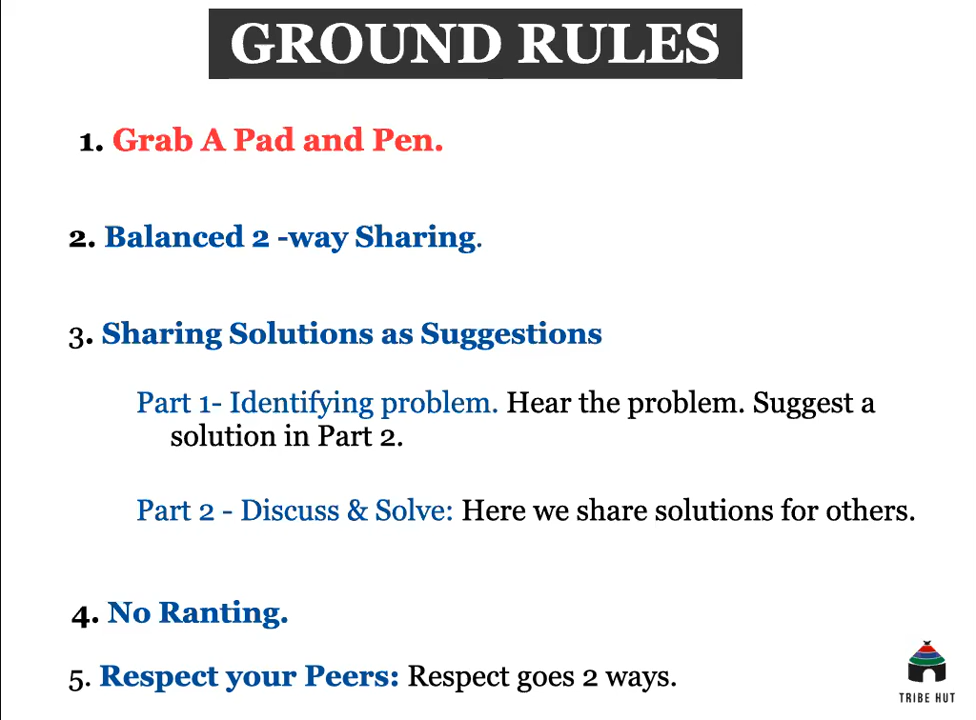 GROUND RULES
1. Grab A Pad and Pen.
2. Balanced 2 -way Sharing.
3. Sharing Solutions as Suggestions
Part 1- Identifying problem. Hear the problem. Suggest a
solution in Part 2.
Part 2 - Discuss & Solve: Here we share solutions for others.
4. No Ranting.
5. Respect your Peers: Respect goes 2 ways.
TRIBE HUT